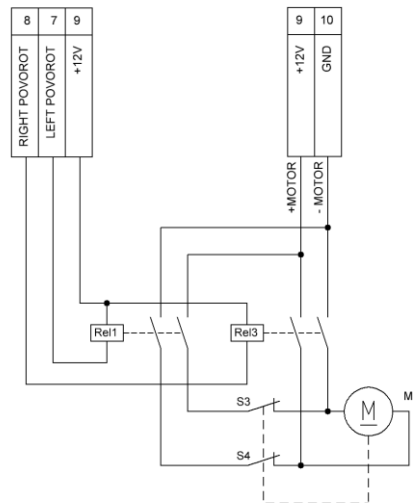 8 7 9
RIGHT POVOROT
LEFT POVOROT
+12V
9 10
+12V
GND
+MOTOR
- MOTOR
Rel1
Rel3
S3
M
M
S4